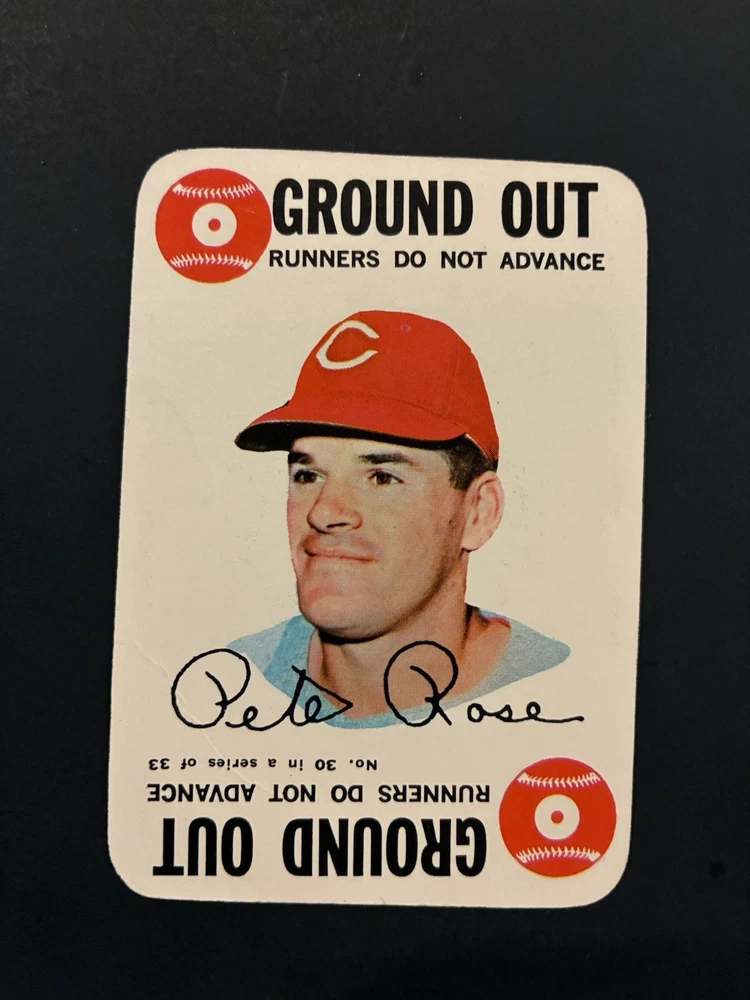 GROUND OUT
RUNNERS DO NOT ADVANCE
C
Pete Rose
No. 30 in a series of 33
RUNNERS DO NOT ADVANCE
GROUND OUT